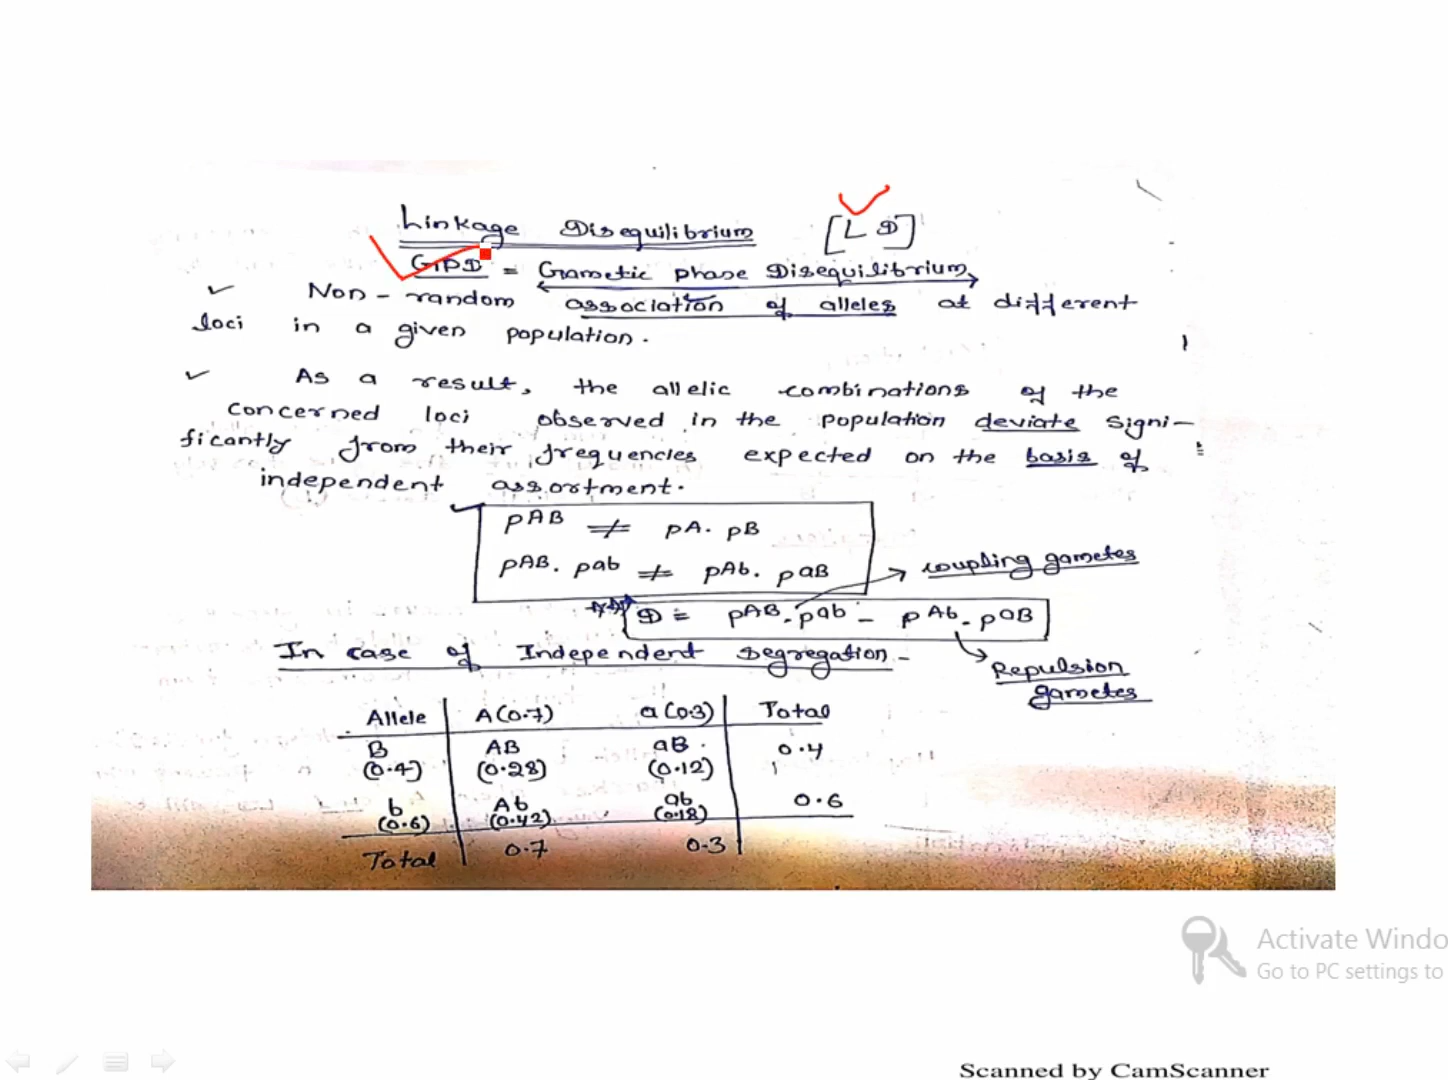 Linkage Disequilibrium [LD]
GPD = Gametic phase Disequilibrium
✓ Non-random association of alleles at different
loci in a given population.
✓ As a result, the allelic combinations of the
concerned loci observed in the population deviate signi-
ficantly from their frequencies expected on the basis of
independent assortment.
pAB ≠ pA. pB
pAB. pab ≠ pAb. paB
coupling gametes
D = pAB. pab - pAb. paB
In case of Independent segregation -
Repulsion
gametes
Allele A(0.7) a(0.3) Total
B AB aB 0.4
(0.4) (0.28) (0.12)
b Ab ab 0.6
(0.6) (0.42) (0.18)
Total 0.7 0.3
Activate Windo
Go to PC settings to
Scanned by CamScanner